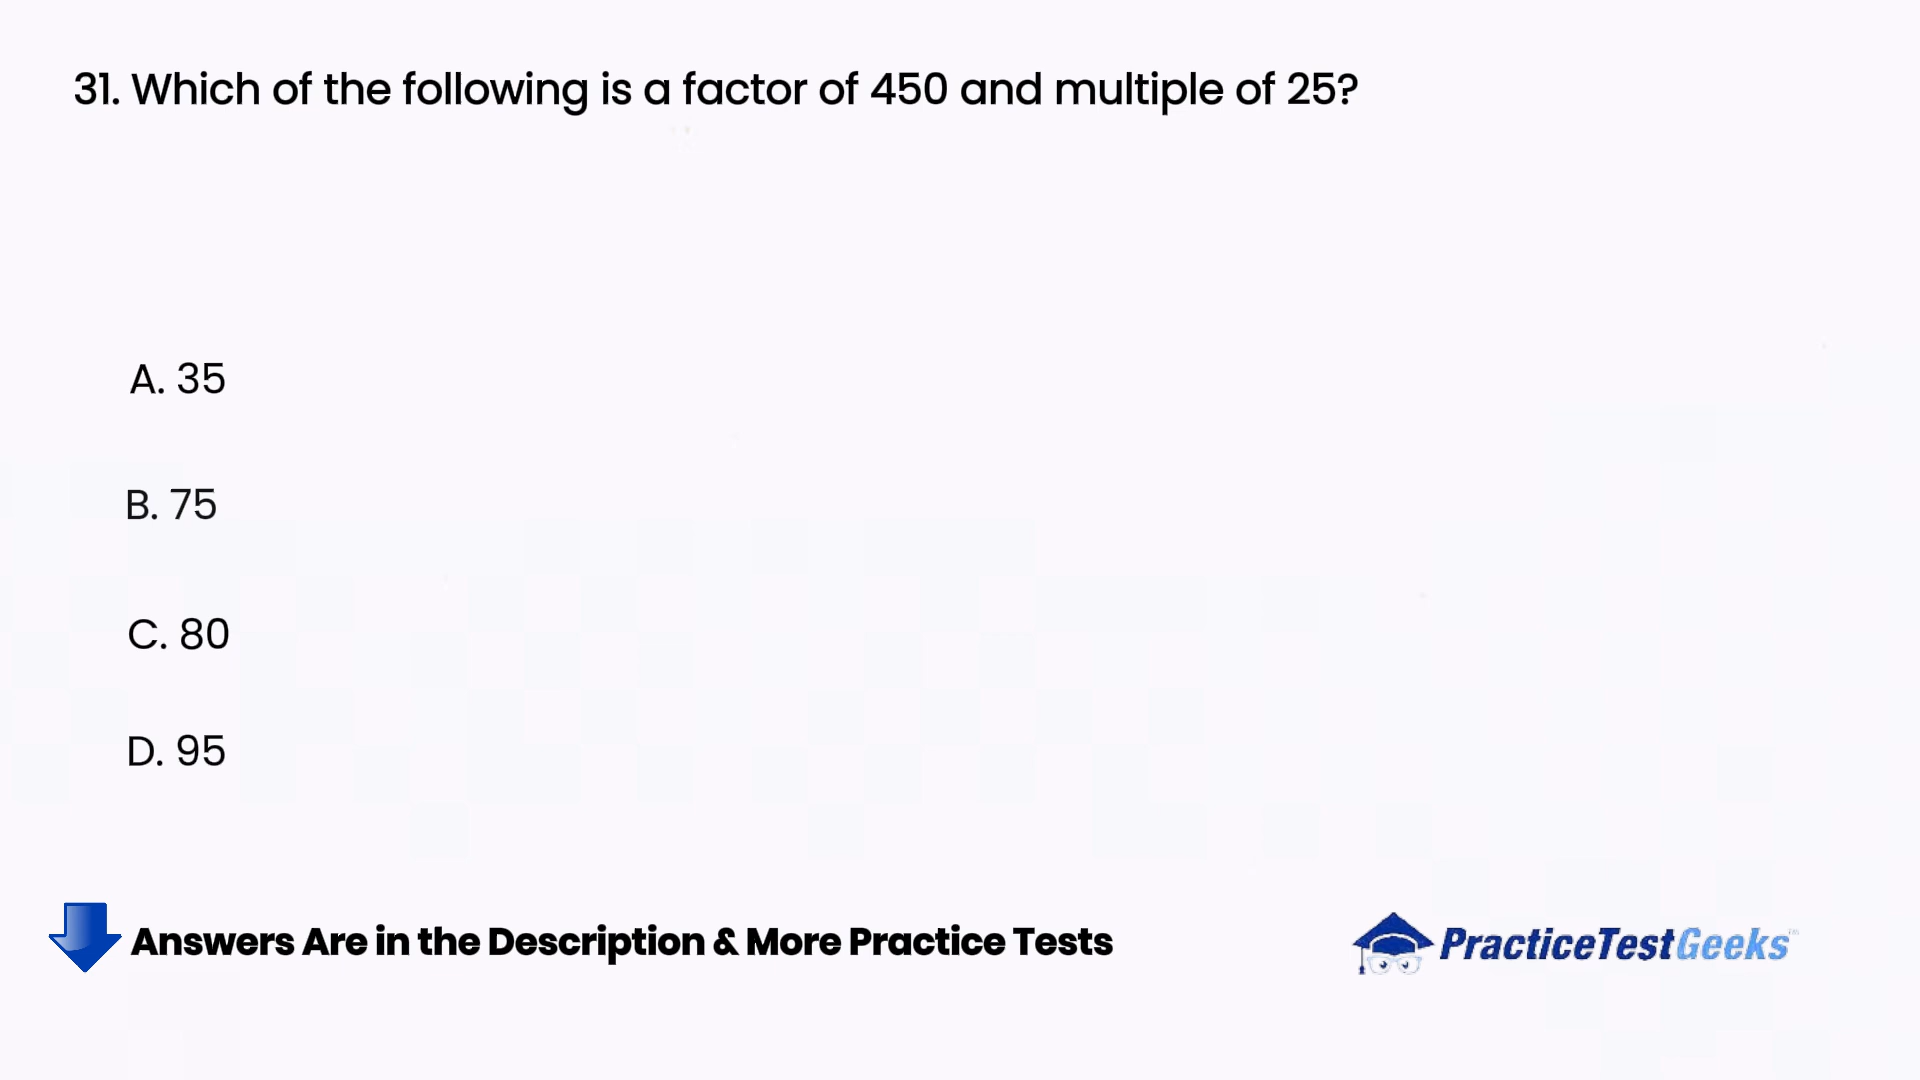 31. Which of the following is a factor of 450 and multiple of 25?
A. 35
B. 75
C. 80
D. 95
Answers Are in the Description & More Practice Tests
PracticeTestGeeks™